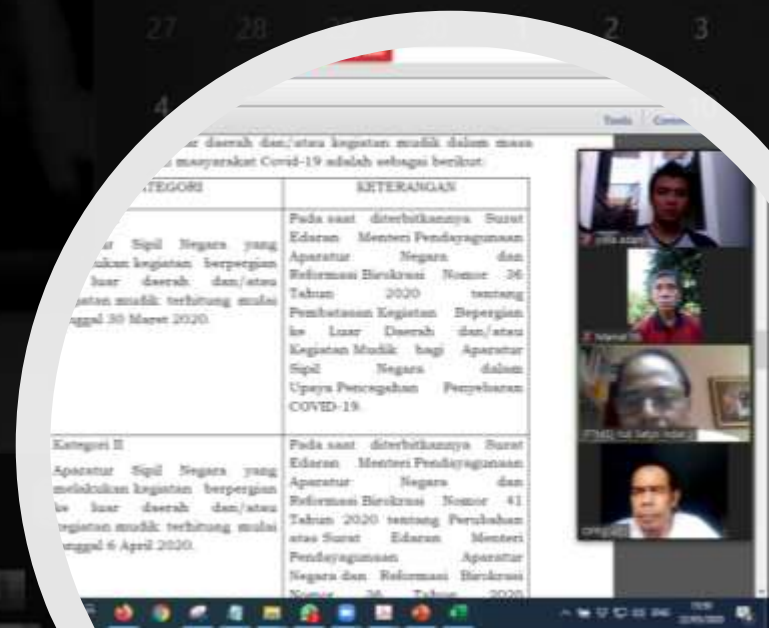 27 28 2 3
4
Tools
daerah dan/atau kegiatan mudik dalam masa
masyarakat Covid-19 adalah sebagai berikut:
KETERANGAN
Sipil Negara yang
kegiatan berpergian
luar daerah dan/atau
mudik terhitung mulai
30 Maret 2020.
Pada saat diterbitkannya Surat
Edaran Menteri Pendayagunaan
Aparatur Negara dan
Reformasi Birokrasi Nomor 36
Tahun 2020 tentang
Pembatasan Kegiatan Bepergian
ke Luar Daerah dan/atau
Kegiatan Mudik bagi Aparatur
Sipil Negara dalam
Upaya Pencegahan Penyebaran
COVID-19.
Kategori II
Aparatur Sipil Negara yang
melakukan kegiatan berpergian
ke luar daerah dan/atau
kegiatan mudik terhitung mulai
tanggal 6 April 2020.
Pada saat diterbitkannya Surat
Edaran Menteri Pendayagunaan
Aparatur Negara dan
Reformasi Birokrasi Nomor 41
Tahun 2020 tentang Perubahan
atas Surat Edaran Menteri
Pendayagunaan Aparatur
Negara dan Reformasi Birokrasi
Nomor 36 Tahun 2020